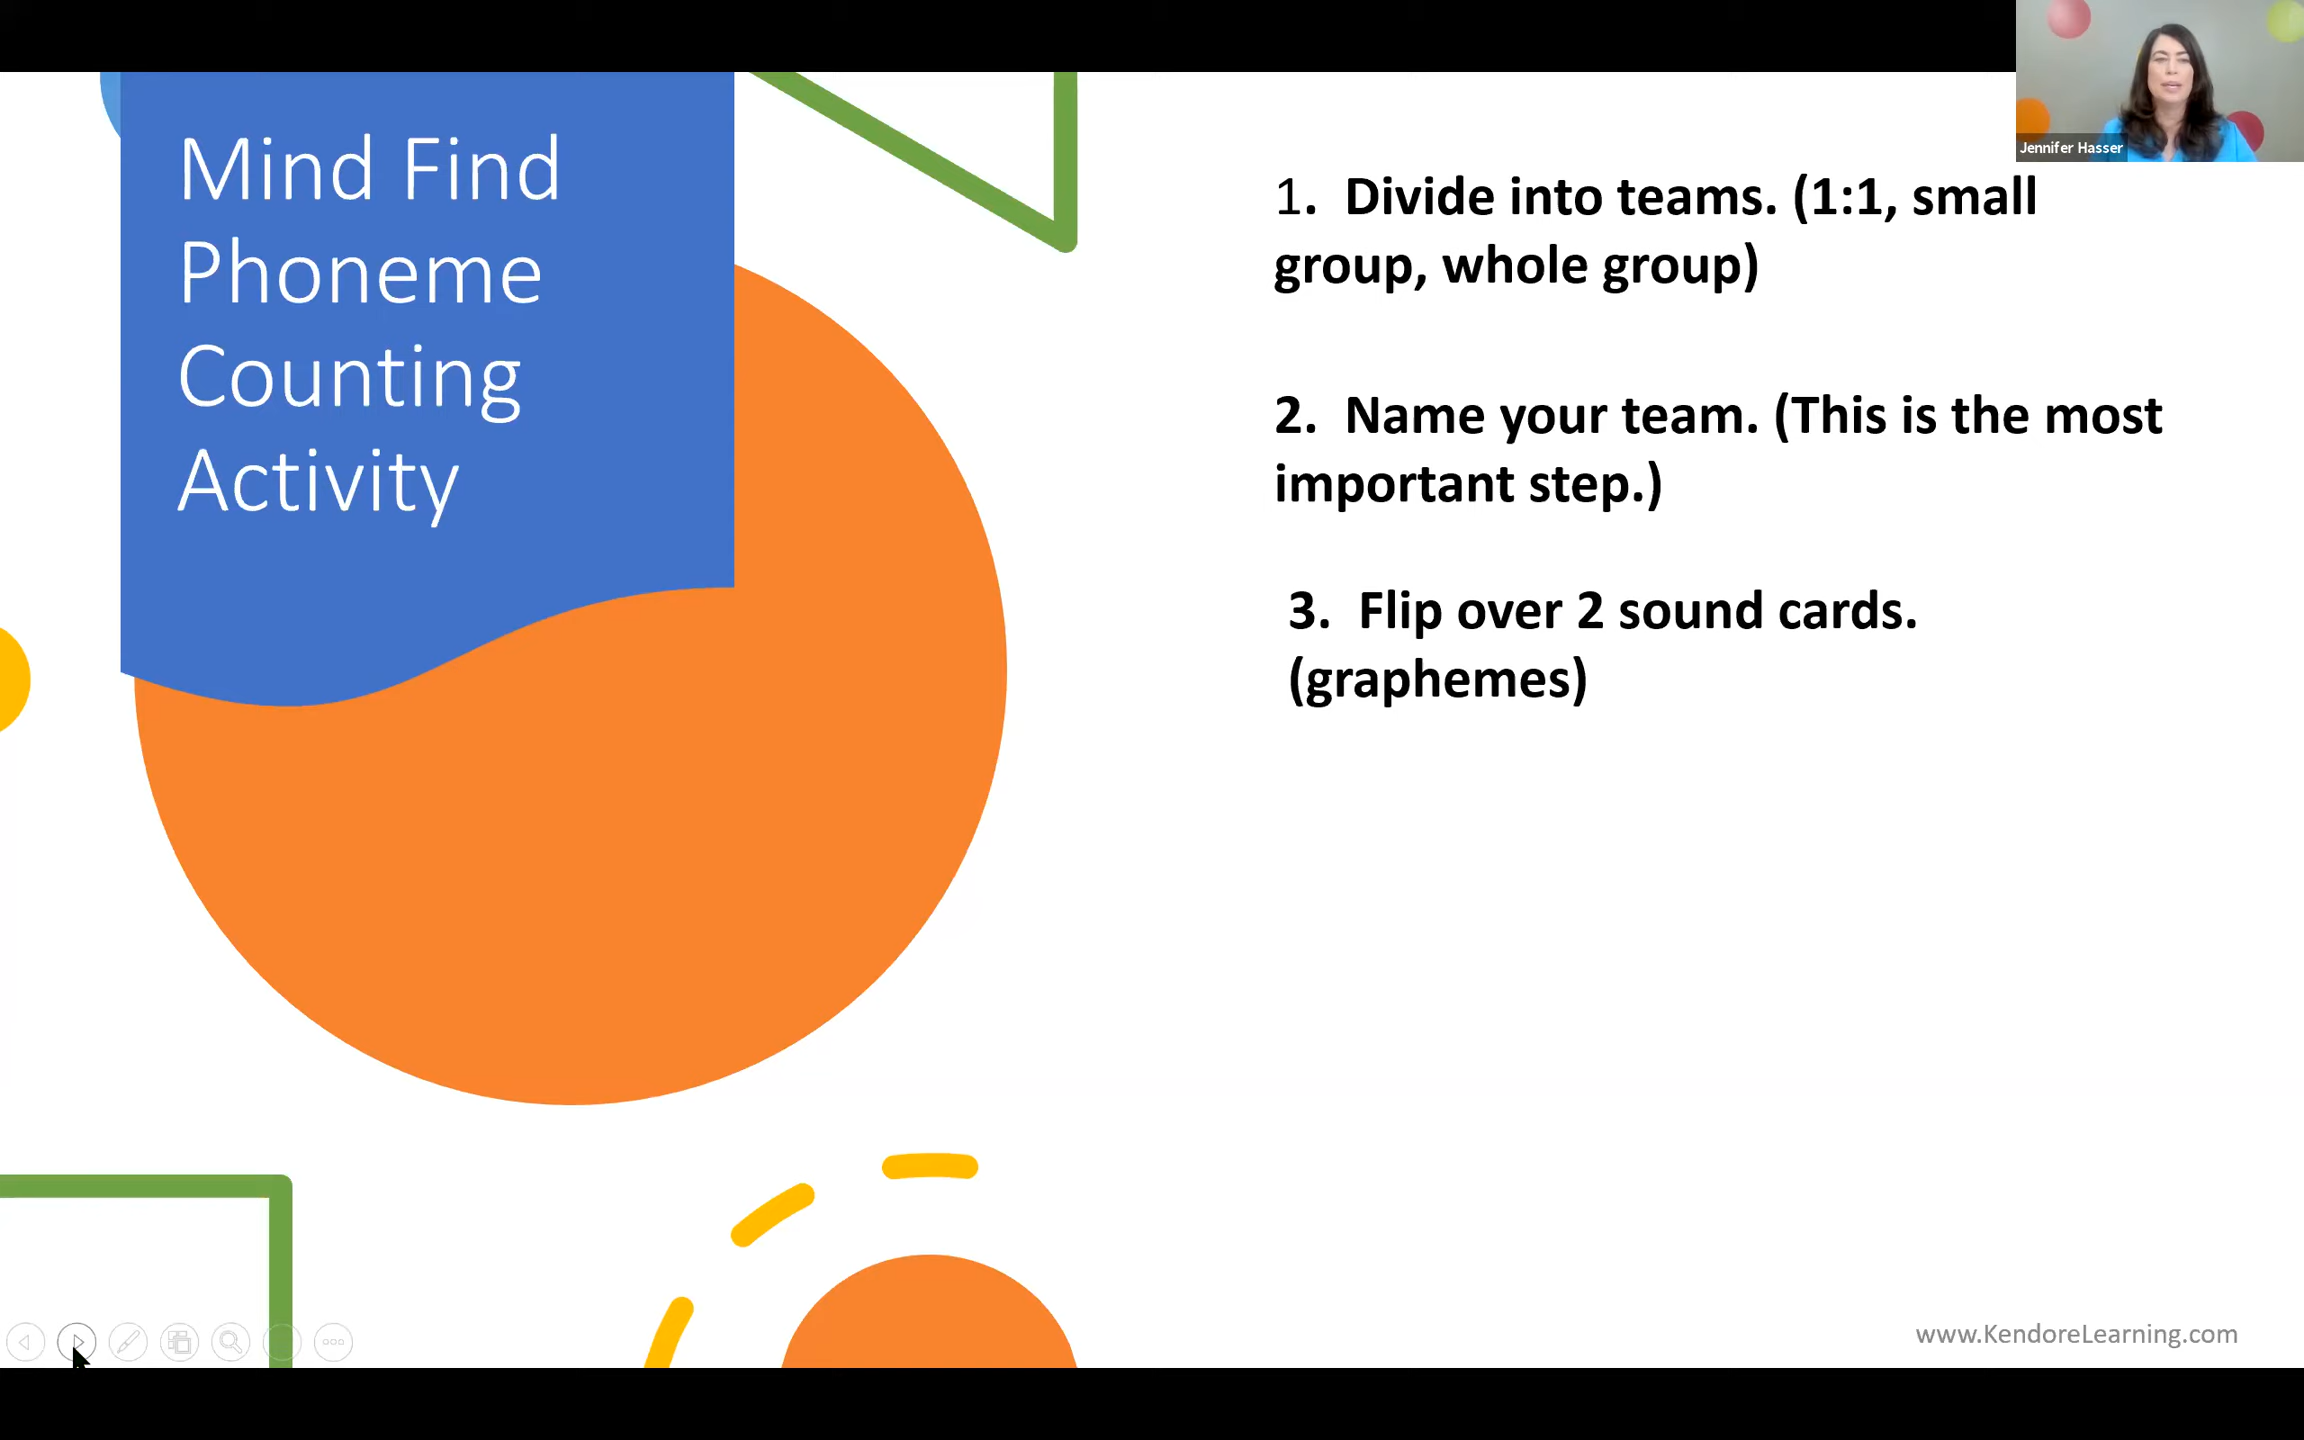 Mind Find
Phoneme
Counting
Activity
Jennifer Hasser
1.  Divide into teams. (1:1, small
group, whole group)
2.  Name your team. (This is the most
important step.)
3.  Flip over 2 sound cards.
(graphemes)
www.KendoreLearning.com